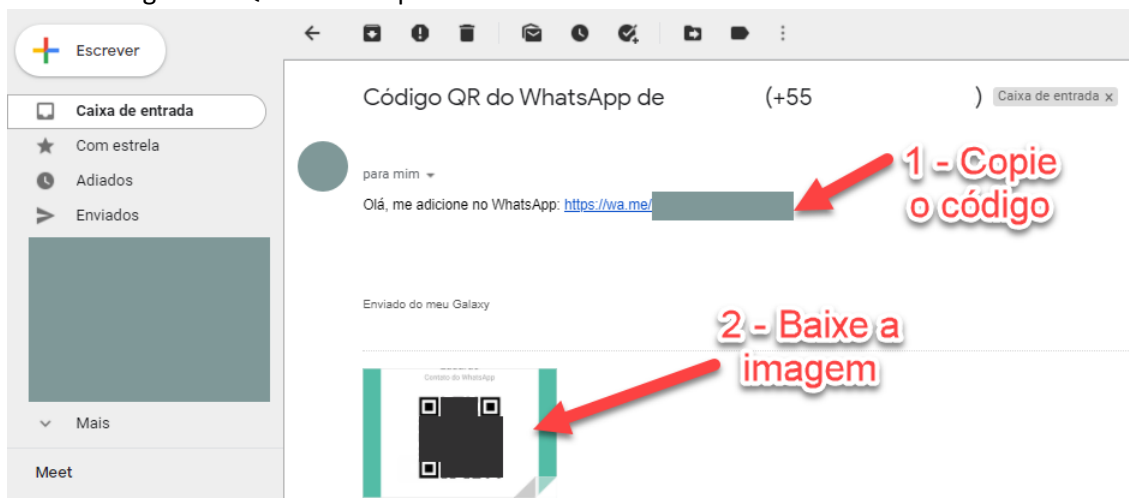 Escrever
Caixa de entrada
Com estrela
Adiados
Enviados
Mais
Meet
Código QR do WhatsApp de (+55 )
Caixa de entrada x
para mim
Olá, me adicione no WhatsApp: https://wa.me/
Enviado do meu Galaxy
1 - Copie
o código
2 - Baixe a
imagem
Contato do WhatsApp